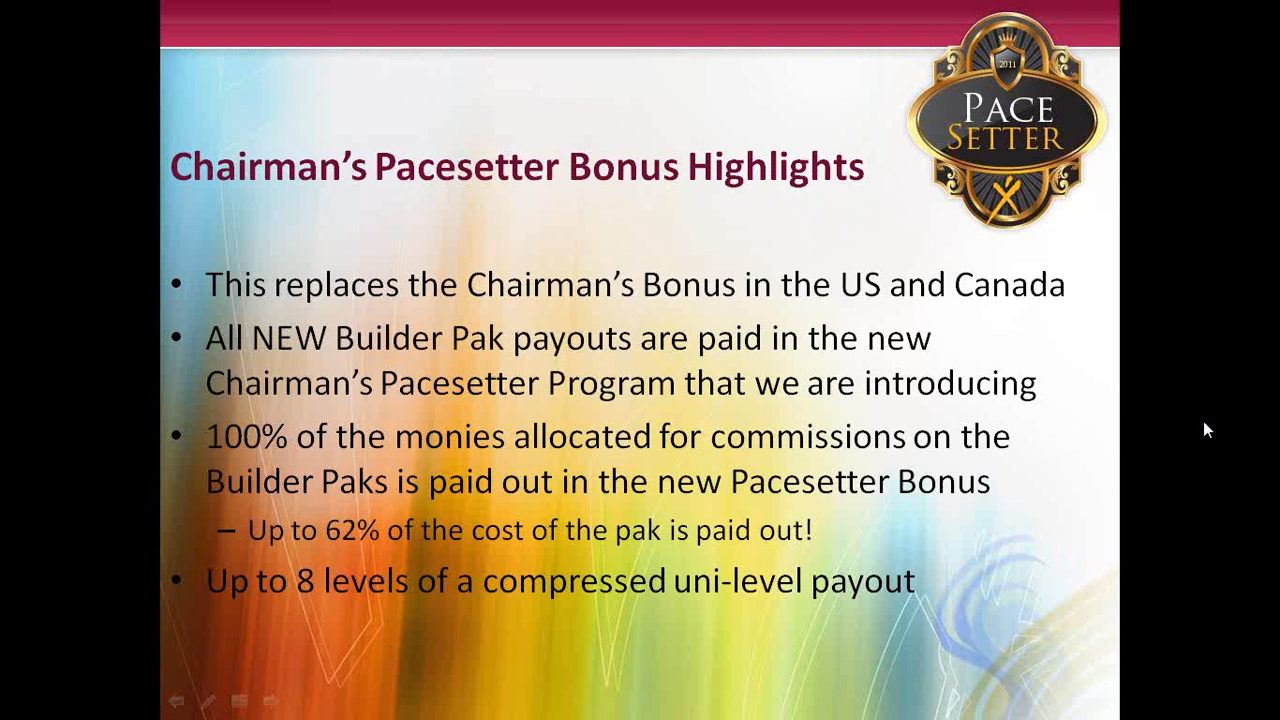 2011
PACE
SETTER
Chairman’s Pacesetter Bonus Highlights
• This replaces the Chairman’s Bonus in the US and Canada
• All NEW Builder Pak payouts are paid in the new
Chairman’s Pacesetter Program that we are introducing
• 100% of the monies allocated for commissions on the
Builder Paks is paid out in the new Pacesetter Bonus
– Up to 62% of the cost of the pak is paid out!
• Up to 8 levels of a compressed uni-level payout